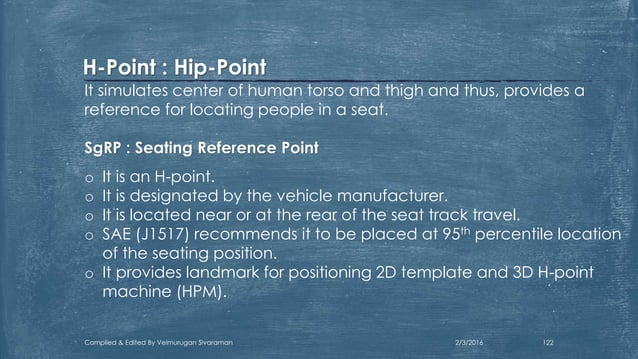 H-Point : Hip-Point
It simulates center of human torso and thigh and thus, provides a
reference for locating people in a seat.
SgRP : Seating Reference Point
o It is an H-point.
o It is designated by the vehicle manufacturer.
o It is located near or at the rear of the seat track travel.
o SAE (J1517) recommends it to be placed at 95th percentile location
of the seating position.
o It provides landmark for positioning 2D template and 3D H-point
machine (HPM).
Complied & Edited By Velmurugan Sivaraman 2/3/2016 122